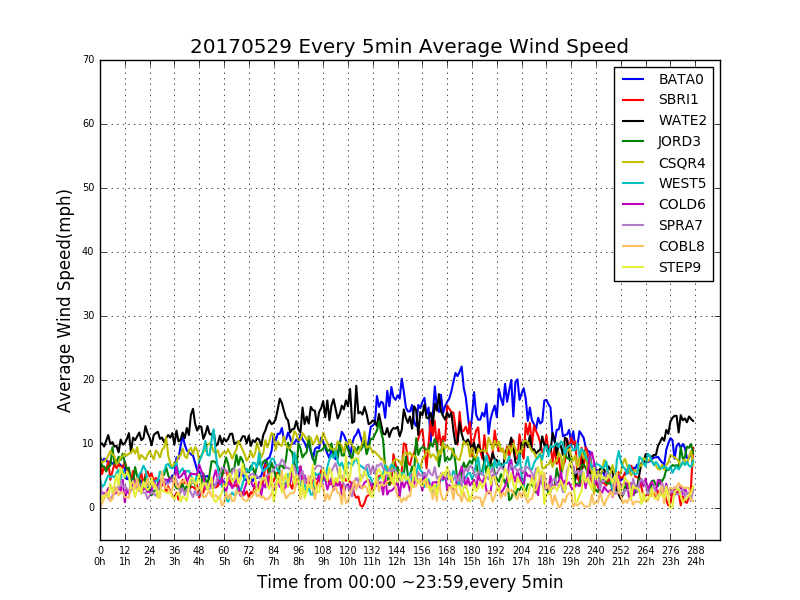 20170529 Every 5min Average Wind Speed
70
60
50
40
30
20
10
0
Average Wind Speed(mph)
BATA0
SBRI1
WATE2
JORD3
CSQR4
WEST5
COLD6
SPRA7
COBL8
STEP9
0 12 24 36 48 60 72 84 96 108 120 132 144 156 168 180 192 204 216 228 240 252 264 276 288
0h 1h 2h 3h 4h 5h 6h 7h 8h 9h 10h 11h 12h 13h 14h 15h 16h 17h 18h 19h 20h 21h 22h 23h 24h
Time from 00:00 ~23:59,every 5min